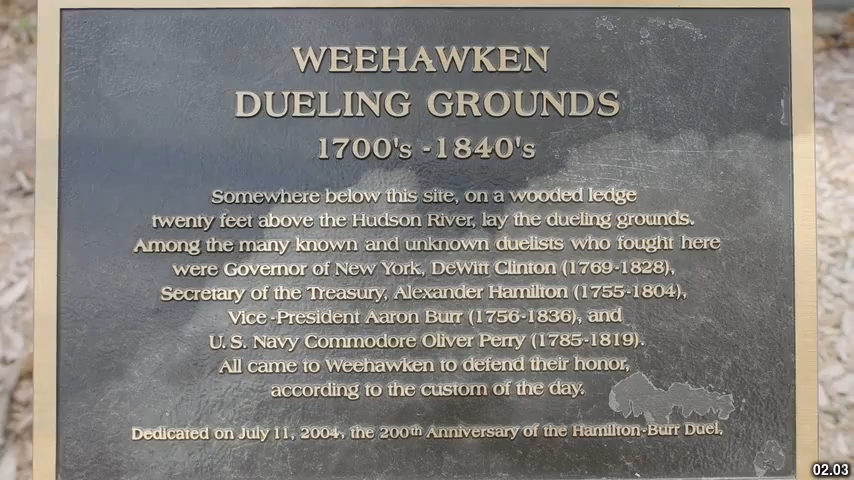 WEEHAWKEN
DUELING GROUNDS
1700's - 1840's
Somewhere below this site, on a wooded ledge
twenty feet above the Hudson River, lay the dueling grounds.
Among the many known and unknown duelists who fought here
were Governor of New York, DeWitt Clinton (1769-1828),
Secretary of the Treasury, Alexander Hamilton (1755-1804),
Vice-President Aaron Burr (1756-1836), and
U. S. Navy Commodore Oliver Perry (1785-1819).
All came to Weehawken to defend their honor,
according to the custom of the day.
Dedicated on July 11, 2004, the 200th Anniversary of the Hamilton-Burr Duel.
02.03